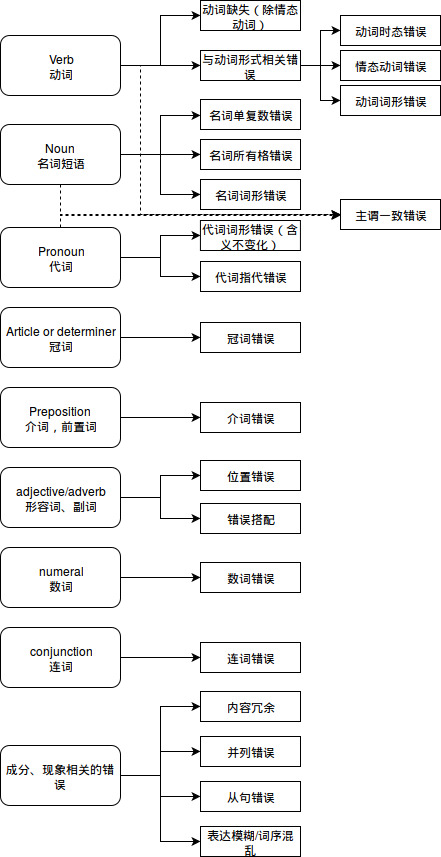 Verb
动词
动词缺失（除情态
动词）
与动词形式相关错
误
动词时态错误
情态动词错误
动词词形错误
Noun
名词短语
名词单复数错误
名词所有格错误
名词词形错误
主谓一致错误
Pronoun
代词
代词词形错误（含
义不变化）
代词指代错误
Article or determiner
冠词
冠词错误
Preposition
介词，前置词
介词错误
adjective/adverb
形容词、副词
位置错误
错误搭配
numeral
数词
数词错误
conjunction
连词
连词错误
成分、现象相关的错
误
内容冗余
并列错误
从句错误
表达模糊/词序混
乱